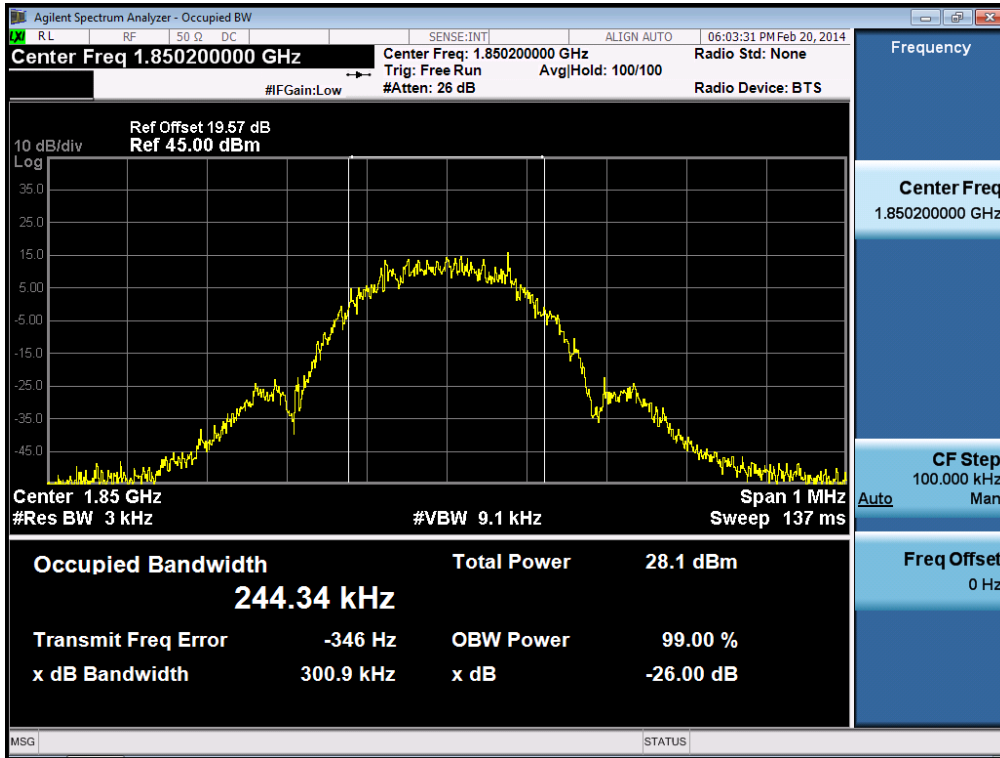 Agilent Spectrum Analyzer - Occupied BW
LXI RL RF 50 Ω DC SENSE:INT ALIGN AUTO 06:03:31 PM Feb 20, 2014
Center Freq 1.850200000 GHz
Center Freq: 1.850200000 GHz Radio Std: None
Trig: Free Run Avg|Hold: 100/100
#IFGain:Low #Atten: 26 dB Radio Device: BTS
Ref Offset 19.57 dB
10 dB/div Ref 45.00 dBm
Log
35.0
25.0
15.0
5.00
-5.00
-15.0
-25.0
-35.0
-45.0
Center 1.85 GHz Span 1 MHz
#Res BW 3 kHz #VBW 9.1 kHz Sweep 137 ms
Occupied Bandwidth Total Power 28.1 dBm
244.34 kHz
Transmit Freq Error -346 Hz OBW Power 99.00 %
x dB Bandwidth 300.9 kHz x dB -26.00 dB
MSG STATUS
Frequency
Center Freq
1.850200000 GHz
CF Step
100.000 kHz
Auto Man
Freq Offset
0 Hz